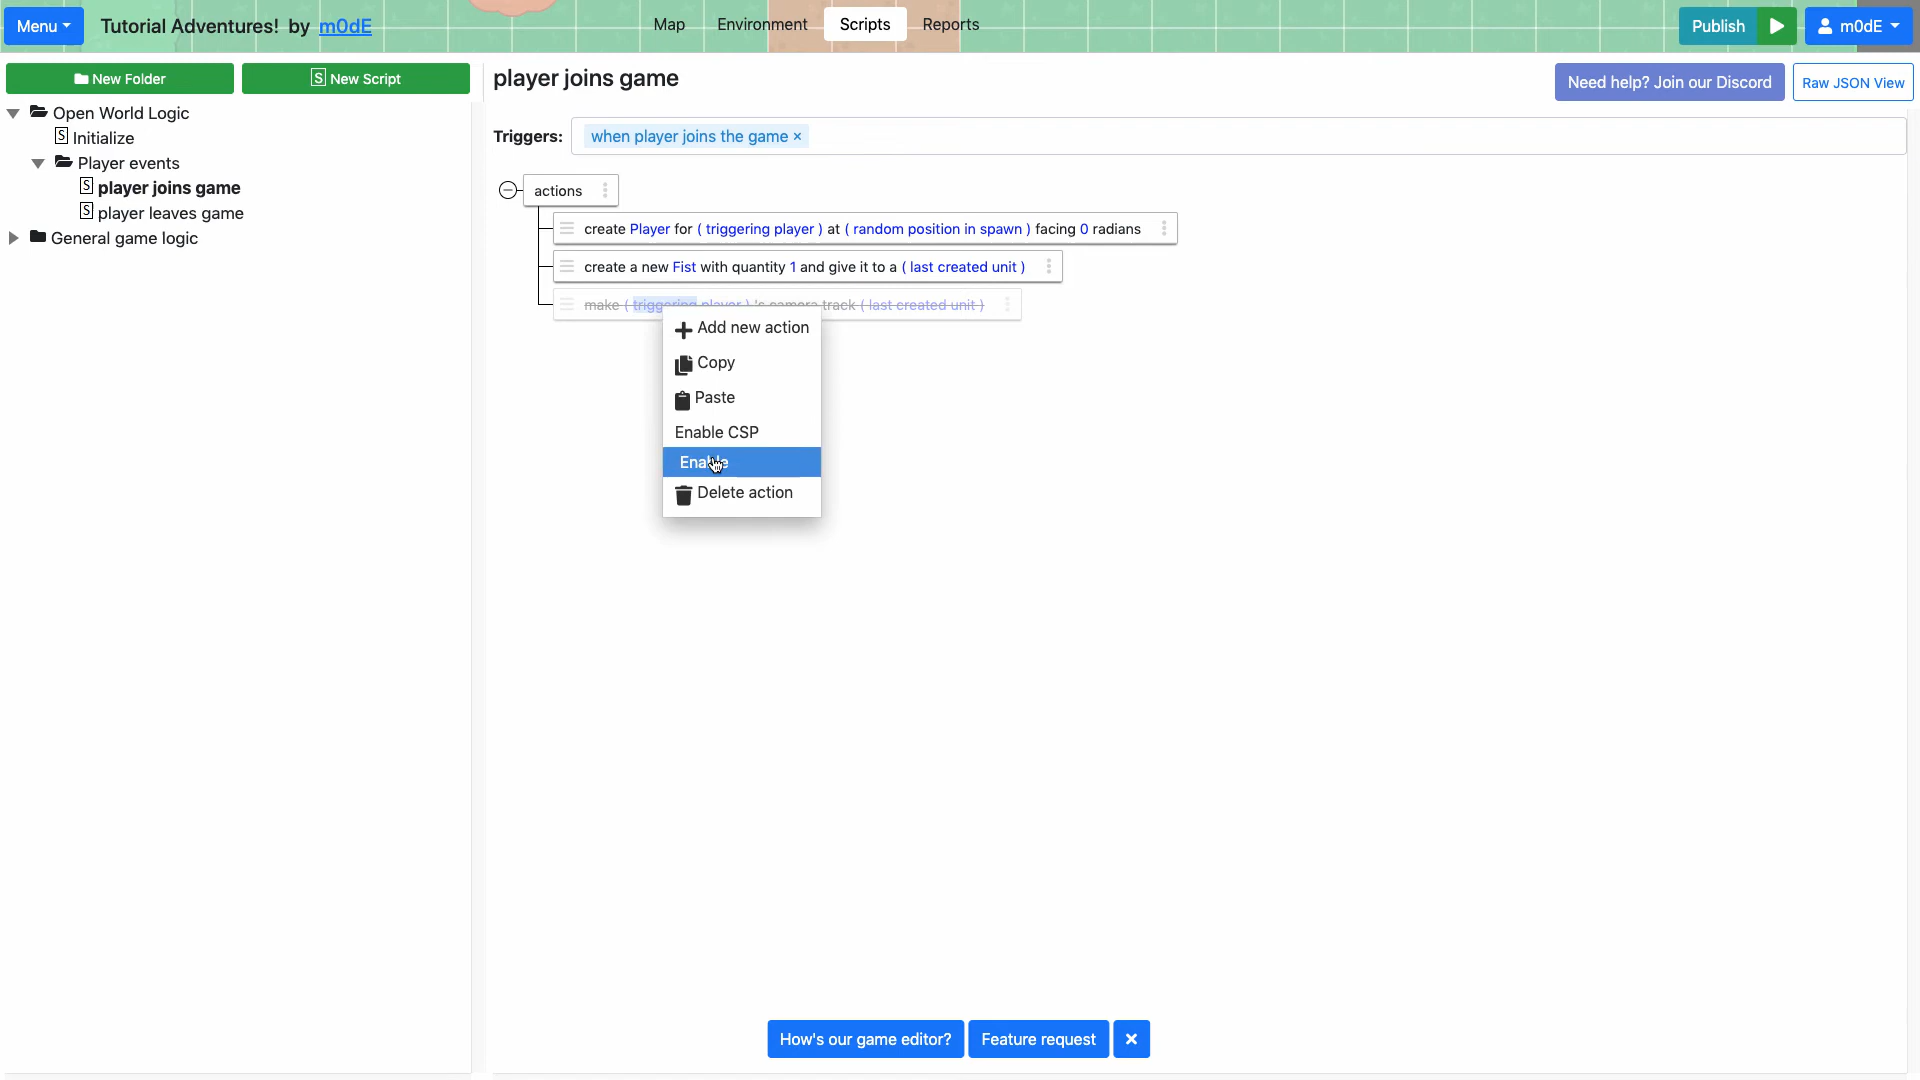 Menu Tutorial Adventures! by m0dE Map Environment Scripts Reports Publish m0dE
New Folder S New Script player joins game Need help? Join our Discord Raw JSON View
Open World Logic
S Initialize
Player events
S player joins game
S player leaves game
General game logic
Triggers: when player joins the game ×
actions
create Player for ( triggering player ) at ( random position in spawn ) facing 0 radians
create a new Fist with quantity 1 and give it to a ( last created unit )
make ( triggering player ) 's camera track ( last created unit )
Add new action
Copy
Paste
Enable CSP
Enable
Delete action
How's our game editor? Feature request ×